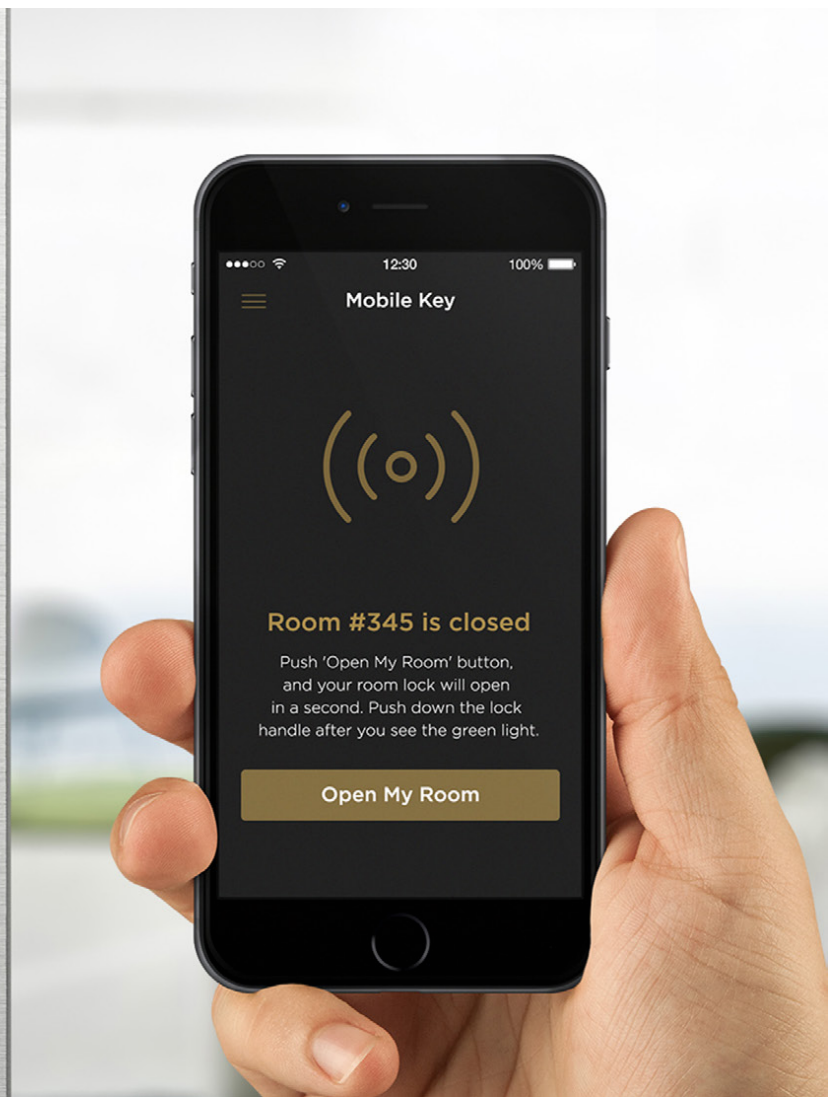 12:30
100%
Mobile Key
Room #345 is closed
Push 'Open My Room' button,
and your room lock will open
in a second. Push down the lock
handle after you see the green light.
Open My Room